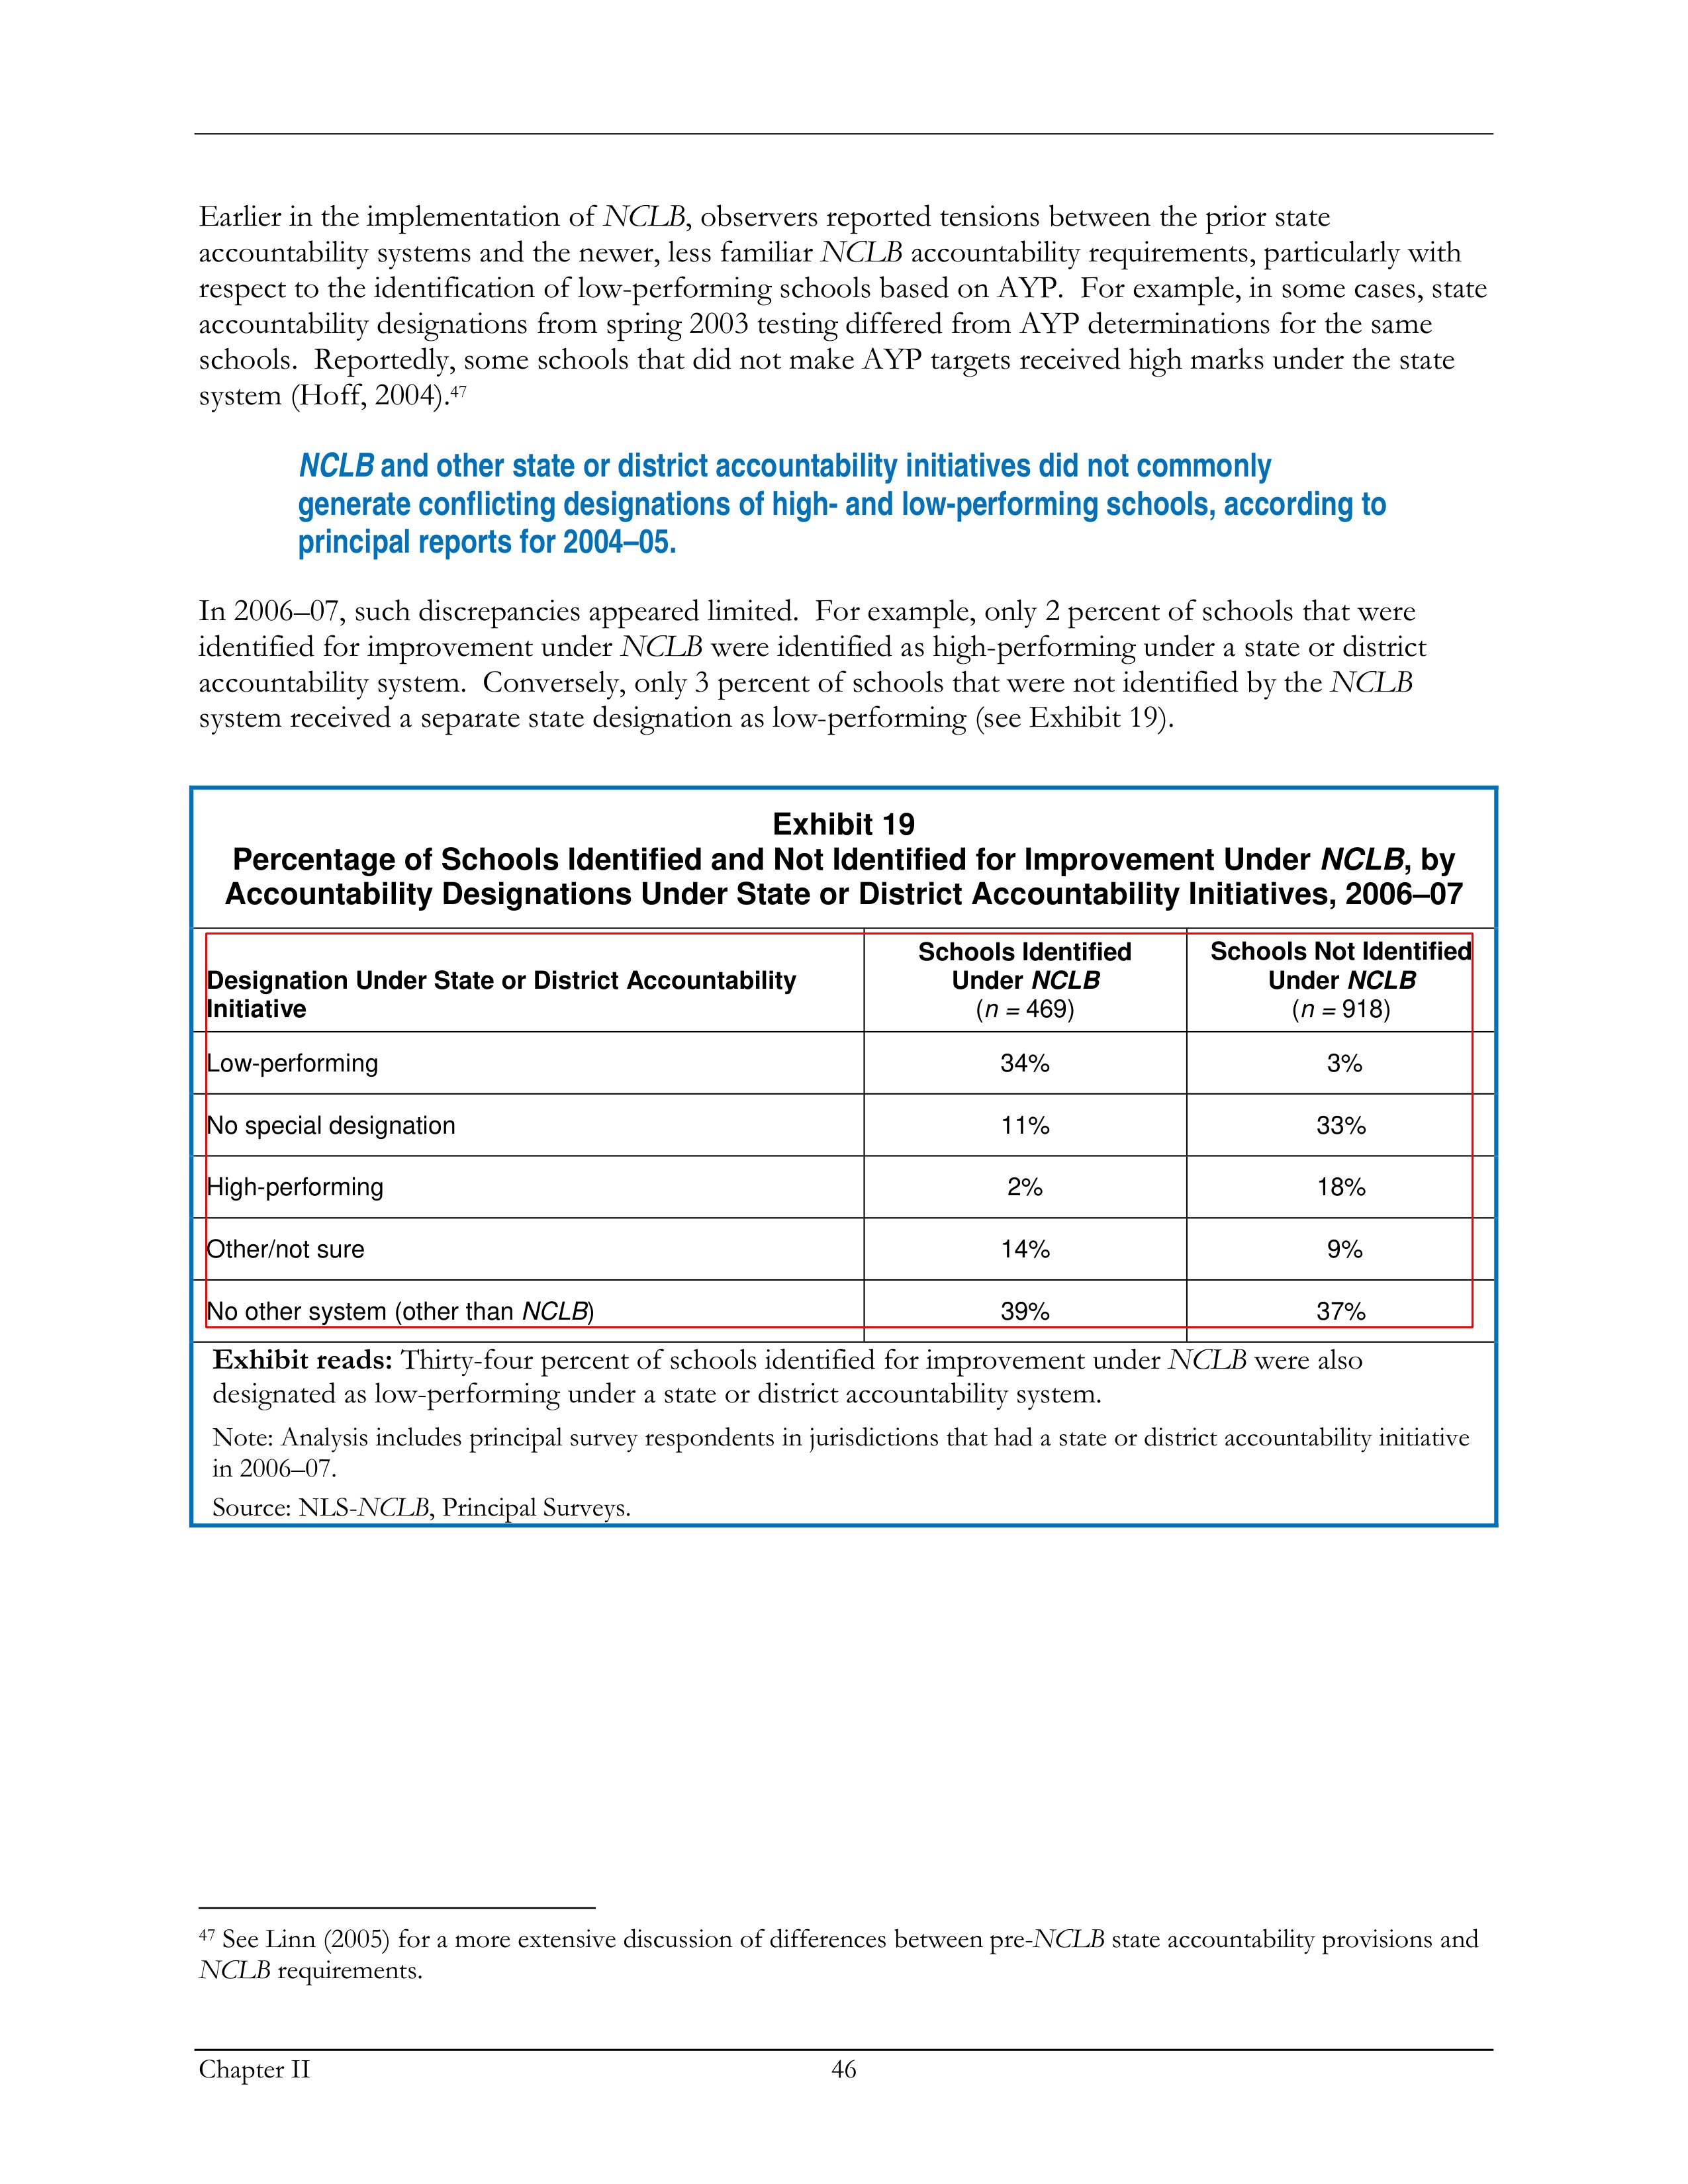 Earlier in the implementation of NCLB, observers reported tensions between the prior state
accountability systems and the newer, less familiar NCLB accountability requirements, particularly with
respect to the identification of low-performing schools based on AYP.  For example, in some cases, state
accountability designations from spring 2003 testing differed from AYP determinations for the same
schools.  Reportedly, some schools that did not make AYP targets received high marks under the state
system (Hoff, 2004).47
NCLB and other state or district accountability initiatives did not commonly
generate conflicting designations of high- and low-performing schools, according to
principal reports for 2004–05.
In 2006–07, such discrepancies appeared limited.  For example, only 2 percent of schools that were
identified for improvement under NCLB were identified as high-performing under a state or district
accountability system.  Conversely, only 3 percent of schools that were not identified by the NCLB
system received a separate state designation as low-performing (see Exhibit 19).
Exhibit 19
Percentage of Schools Identified and Not Identified for Improvement Under NCLB, by
Accountability Designations Under State or District Accountability Initiatives, 2006–07
Designation Under State or District Accountability
Initiative
Schools Identified
Under NCLB
(n = 469)
Schools Not Identified
Under NCLB
(n = 918)
Low-performing 34% 3%
No special designation 11% 33%
High-performing 2% 18%
Other/not sure 14% 9%
No other system (other than NCLB) 39% 37%
Exhibit reads: Thirty-four percent of schools identified for improvement under NCLB were also
designated as low-performing under a state or district accountability system.
Note: Analysis includes principal survey respondents in jurisdictions that had a state or district accountability initiative
in 2006–07.
Source: NLS-NCLB, Principal Surveys.
47 See Linn (2005) for a more extensive discussion of differences between pre-NCLB state accountability provisions and
NCLB requirements.
Chapter II 46